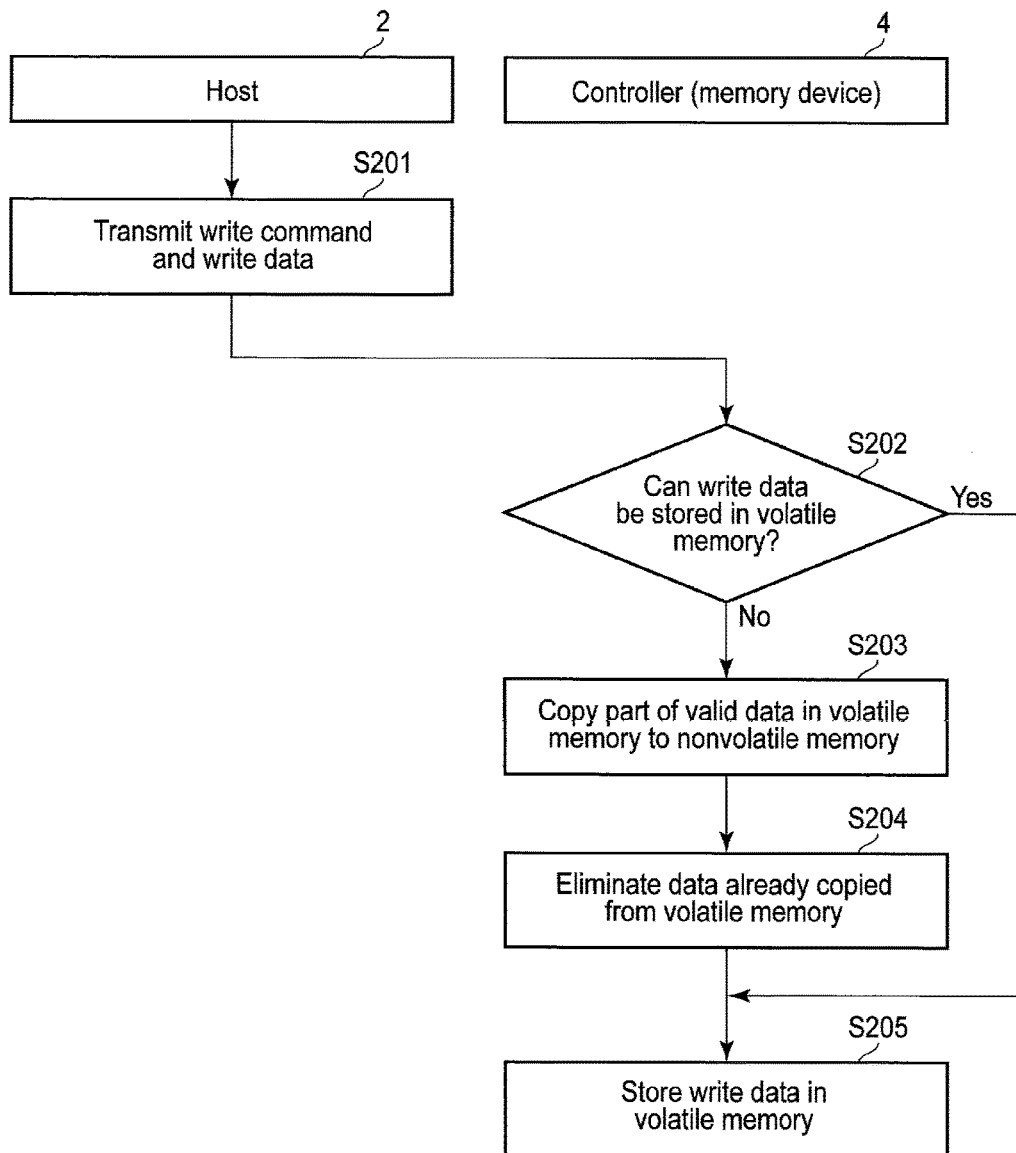 2
4
Host
Controller (memory device)
S201
Transmit write command
and write data
S202
Can write data
be stored in volatile
memory?
Yes
No
S203
Copy part of valid data in volatile
memory to nonvolatile memory
S204
Eliminate data already copied
from volatile memory
S205
Store write data in
volatile memory